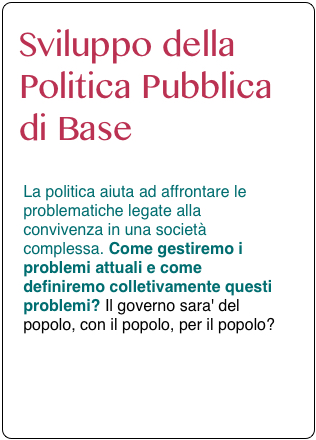 Sviluppo della
Politica Pubblica
di Base
La politica aiuta ad affrontare le
problematiche legate alla
convivenza in una società
complessa. Come gestiremo i
problemi attuali e come
definiremo colletivamente questi
problemi? Il governo sara' del
popolo, con il popolo, per il popolo?